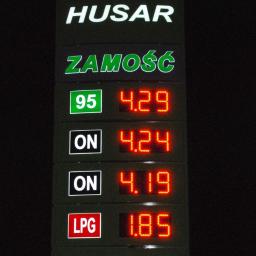 HUSAR
ZAMOŚĆ
95 4.29
ON 4.24
ON 4.19
LPG 1.85